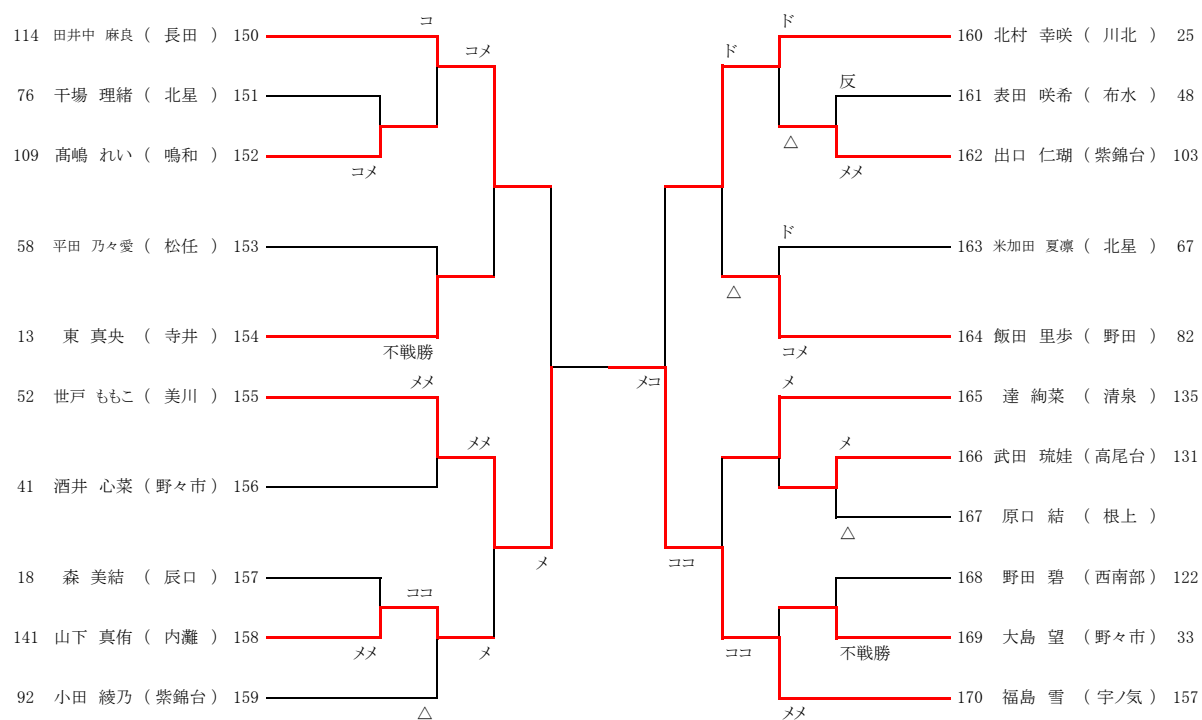 コ
ド
114 田井中 麻良 ( 長田 ) 150
160 北村 幸咲 ( 川北 ) 25
コメ
ド
反
76 干場 理緒 ( 北星 ) 151
161 表田 咲希 ( 布水 ) 48
△
109 髙嶋 れい ( 鳴和 ) 152
162 出口 仁瑚 (紫錦台) 103
コメ
メメ
ド
58 平田 乃々愛 ( 松任 ) 153
163 米加田 夏凛 ( 北星 ) 67
△
13 東 真央 ( 寺井 ) 154
164 飯田 里歩 ( 野田 ) 82
不戦勝
コメ
メメ
メコ
メ
52 世戸 ももこ ( 美川 ) 155
165 達 絢菜 ( 清泉 ) 135
メメ
メ
166 武田 琉娃 (高尾台) 131
41 酒井 心菜 (野々市) 156
167 原口 結 ( 根上 )
△
メ
ココ
18 森 美結 ( 辰口 ) 157
168 野田 碧 (西南部) 122
ココ
141 山下 真侑 ( 内灘 ) 158
169 大島 望 (野々市) 33
メメ
メ
ココ
不戦勝
92 小田 綾乃 (紫錦台) 159
170 福島 雪 (宇ノ気) 157
△
メメ